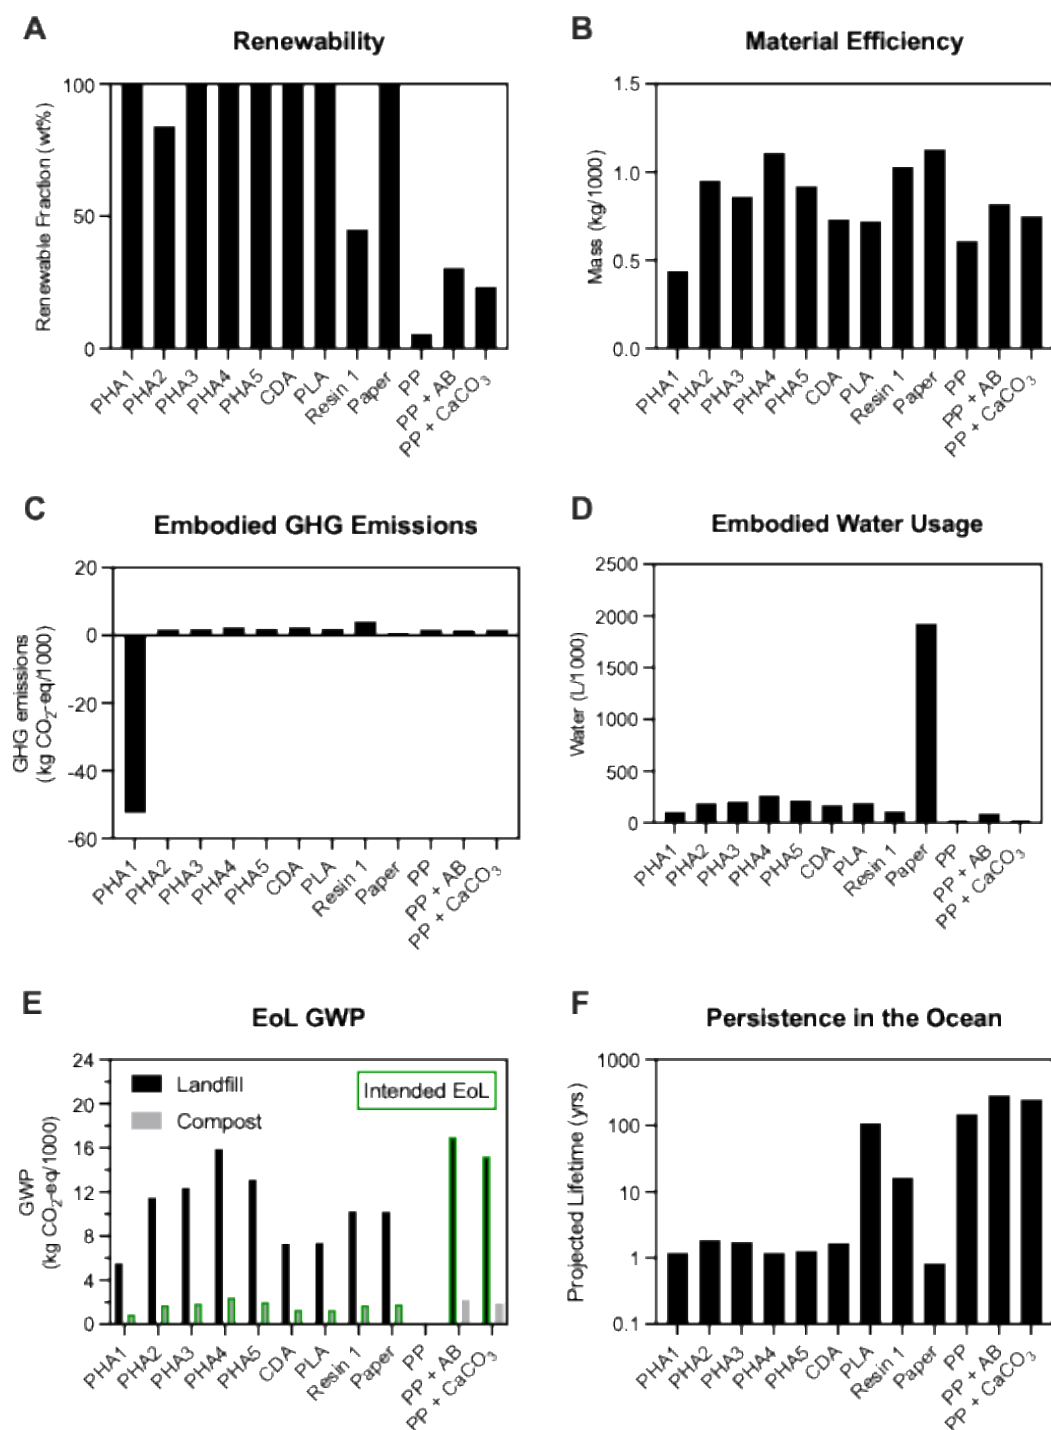 A
Renewability
Renewable Fraction (wt%)
100
50
0
PHA1
PHA2
PHA3
PHA4
PHA5
CDA
PLA
Resin 1
Paper
PP
PP + AB
PP + CaCO₃
B
Material Efficiency
Mass (kg/1000)
1.5
1.0
0.5
0.0
PHA1
PHA2
PHA3
PHA4
PHA5
CDA
PLA
Resin 1
Paper
PP
PP + AB
PP + CaCO₃
C
Embodied GHG Emissions
GHG emissions
(kg CO₂-eq/1000)
20
0
-20
-40
-60
PHA1
PHA2
PHA3
PHA4
PHA5
CDA
PLA
Resin 1
Paper
PP
PP + AB
PP + CaCO₃
D
Embodied Water Usage
Water (L/1000)
2500
2000
1500
1000
500
0
PHA1
PHA2
PHA3
PHA4
PHA5
CDA
PLA
Resin 1
Paper
PP
PP + AB
PP + CaCO₃
E
EoL GWP
GWP
(kg CO₂-eq/1000)
24
20
16
12
8
4
0
Landfill
Compost
Intended EoL
PHA1
PHA2
PHA3
PHA4
PHA5
CDA
PLA
Resin 1
Paper
PP
PP + AB
PP + CaCO₃
F
Persistence in the Ocean
Projected Lifetime (yrs)
1000
100
10
1
0.1
PHA1
PHA2
PHA3
PHA4
PHA5
CDA
PLA
Resin 1
Paper
PP
PP + AB
PP + CaCO₃